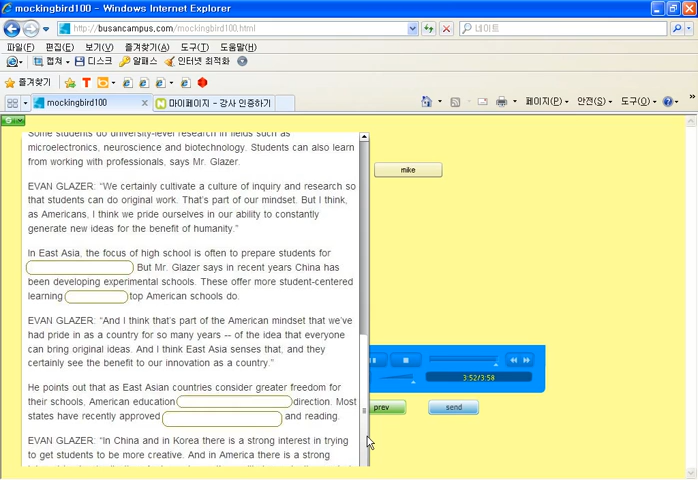 mockingbird100 - Windows Internet Explorer
http://busancampus.com/mockingbird100.html
네이트
파일(F) 편집(E) 보기(V) 즐겨찾기(A) 도구(T) 도움말(H)
캡쳐 디스크 알패스 인터넷 최적화
즐겨찾기
mockingbird100
마이페이지 - 강사 인증하기
페이지(P) 안전(S) 도구(O)
Some students do university-level research in fields such as
microelectronics, neuroscience and biotechnology. Students can also learn
from working with professionals, says Mr. Glazer.
EVAN GLAZER: “We certainly cultivate a culture of inquiry and research so
that students can do original work. That's part of our mindset. But I think,
as Americans, I think we pride ourselves in our ability to constantly
generate new ideas for the benefit of humanity.”
In East Asia, the focus of high school is often to prepare students for
But Mr. Glazer says in recent years China has
been developing experimental schools. These offer more student-centered
learning top American schools do.
EVAN GLAZER: “And I think that's part of the American mindset that we've
had pride in as a country for so many years -- of the idea that everyone
can bring original ideas. And I think East Asia senses that, and they
certainly see the benefit to our innovation as a country.”
He points out that as East Asian countries consider greater freedom for
their schools, American education direction. Most
states have recently approved and reading.
EVAN GLAZER: “In China and in Korea there is a strong interest in trying
to get students to be more creative. And in America there is a strong
mike
3:52/3:58
prev
send